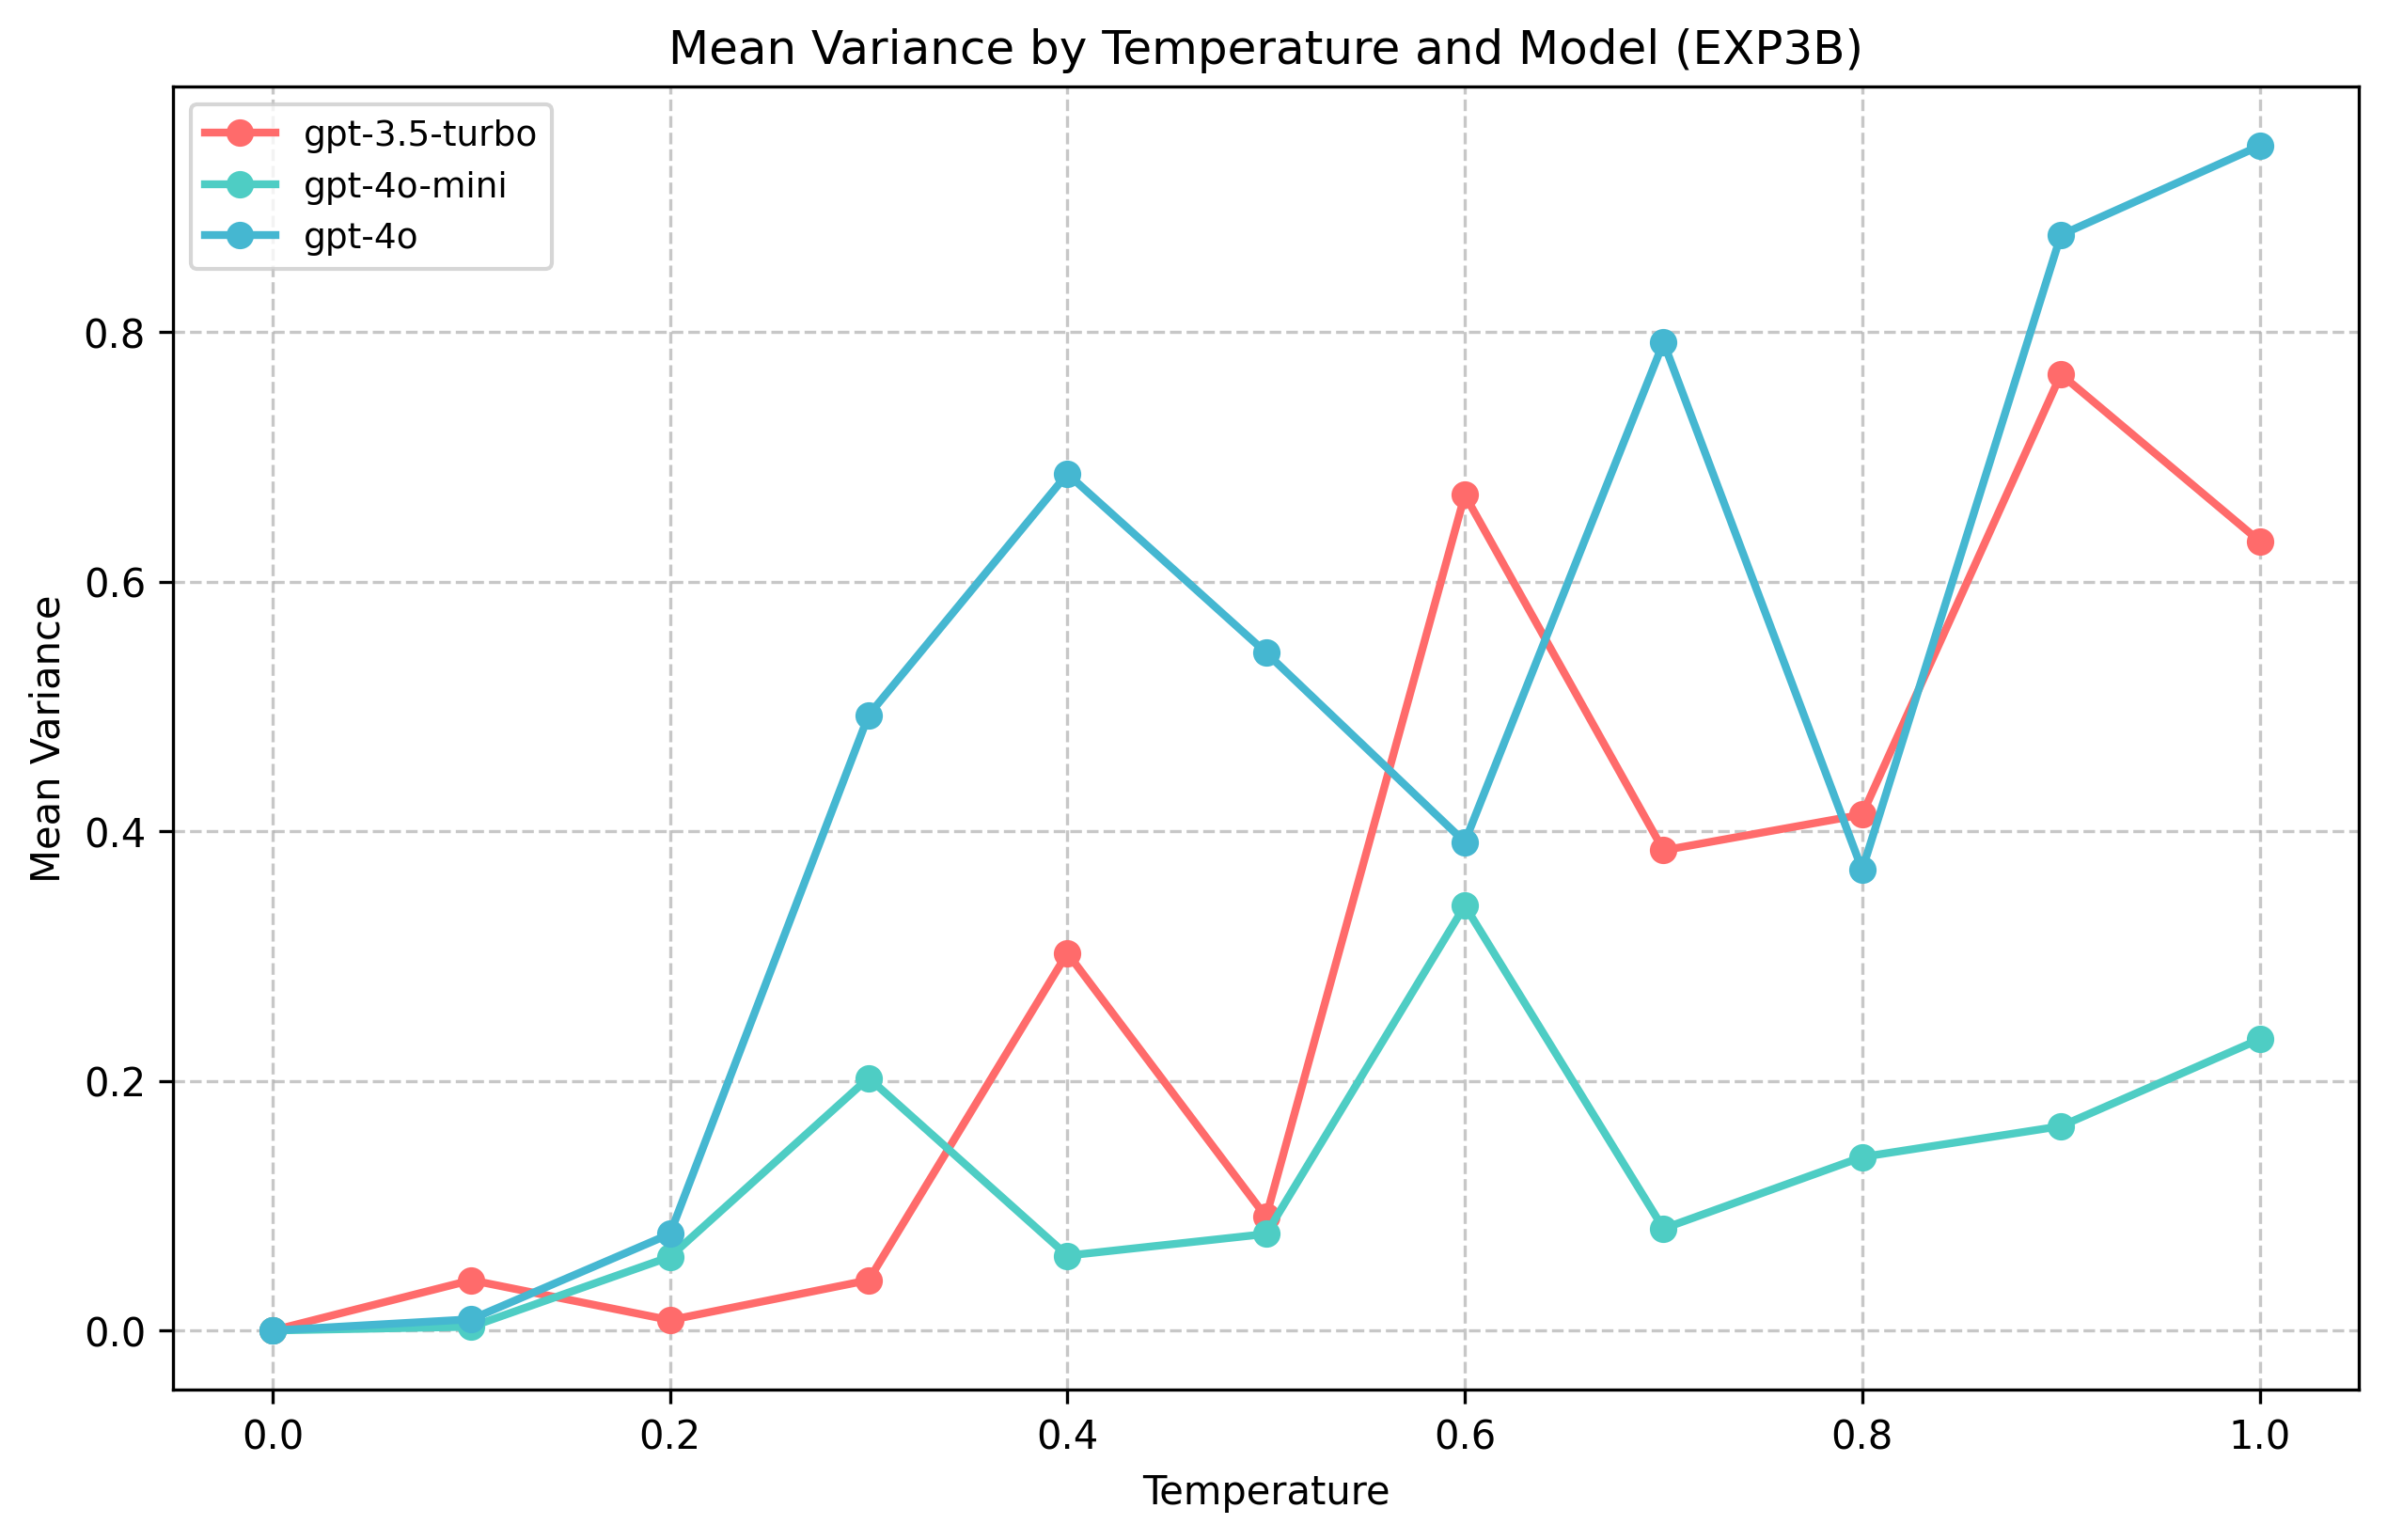 Mean Variance by Temperature and Model (EXP3B)
gpt-3.5-turbo
gpt-4o-mini
gpt-4o
Mean Variance
0.8
0.6
0.4
0.2
0.0
0.0 0.2 0.4 0.6 0.8 1.0
Temperature